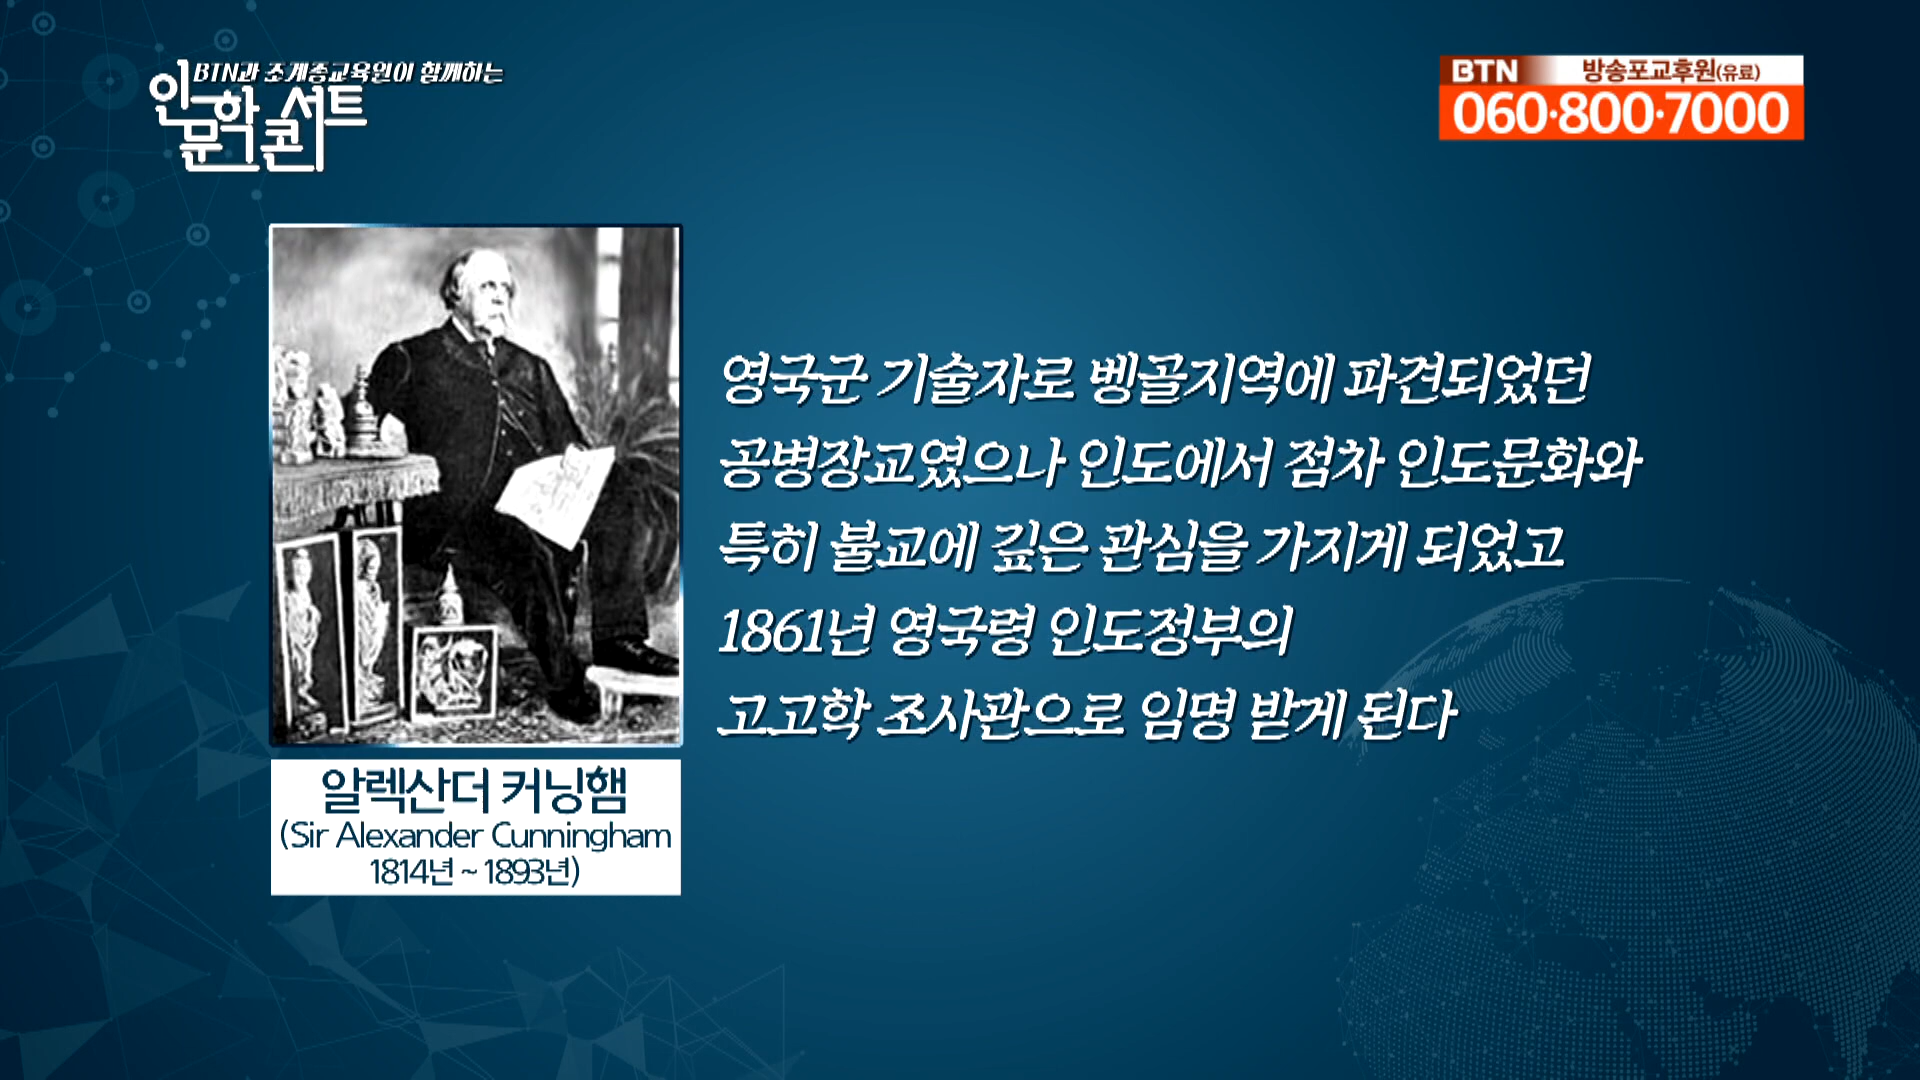 BTN과 조계종교육원이 함께하는
인문학 콘서트
BTN 방송포교후원(유료)
060·800·7000
영국군 기술자로 벵골지역에 파견되었던
공병장교였으나 인도에서 점차 인도문화와
특히 불교에 깊은 관심을 가지게 되었고
1861년 영국령 인도정부의
고고학 조사관으로 임명 받게 된다
알렉산더 커닝햄
(Sir Alexander Cunningham
1814년 ~ 1893년)